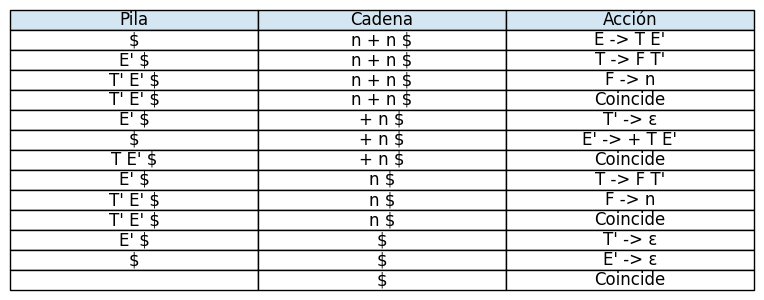 Pila Cadena Acción
$ n + n $ E -> T E'
E' $ n + n $ T -> F T'
T' E' $ n + n $ F -> n
T' E' $ n + n $ Coincide
E' $ + n $ T' -> ε
$ + n $ E' -> + T E'
T E' $ + n $ Coincide
E' $ n $ T -> F T'
T' E' $ n $ F -> n
T' E' $ n $ Coincide
E' $ $ T' -> ε
$ $ E' -> ε
$ Coincide